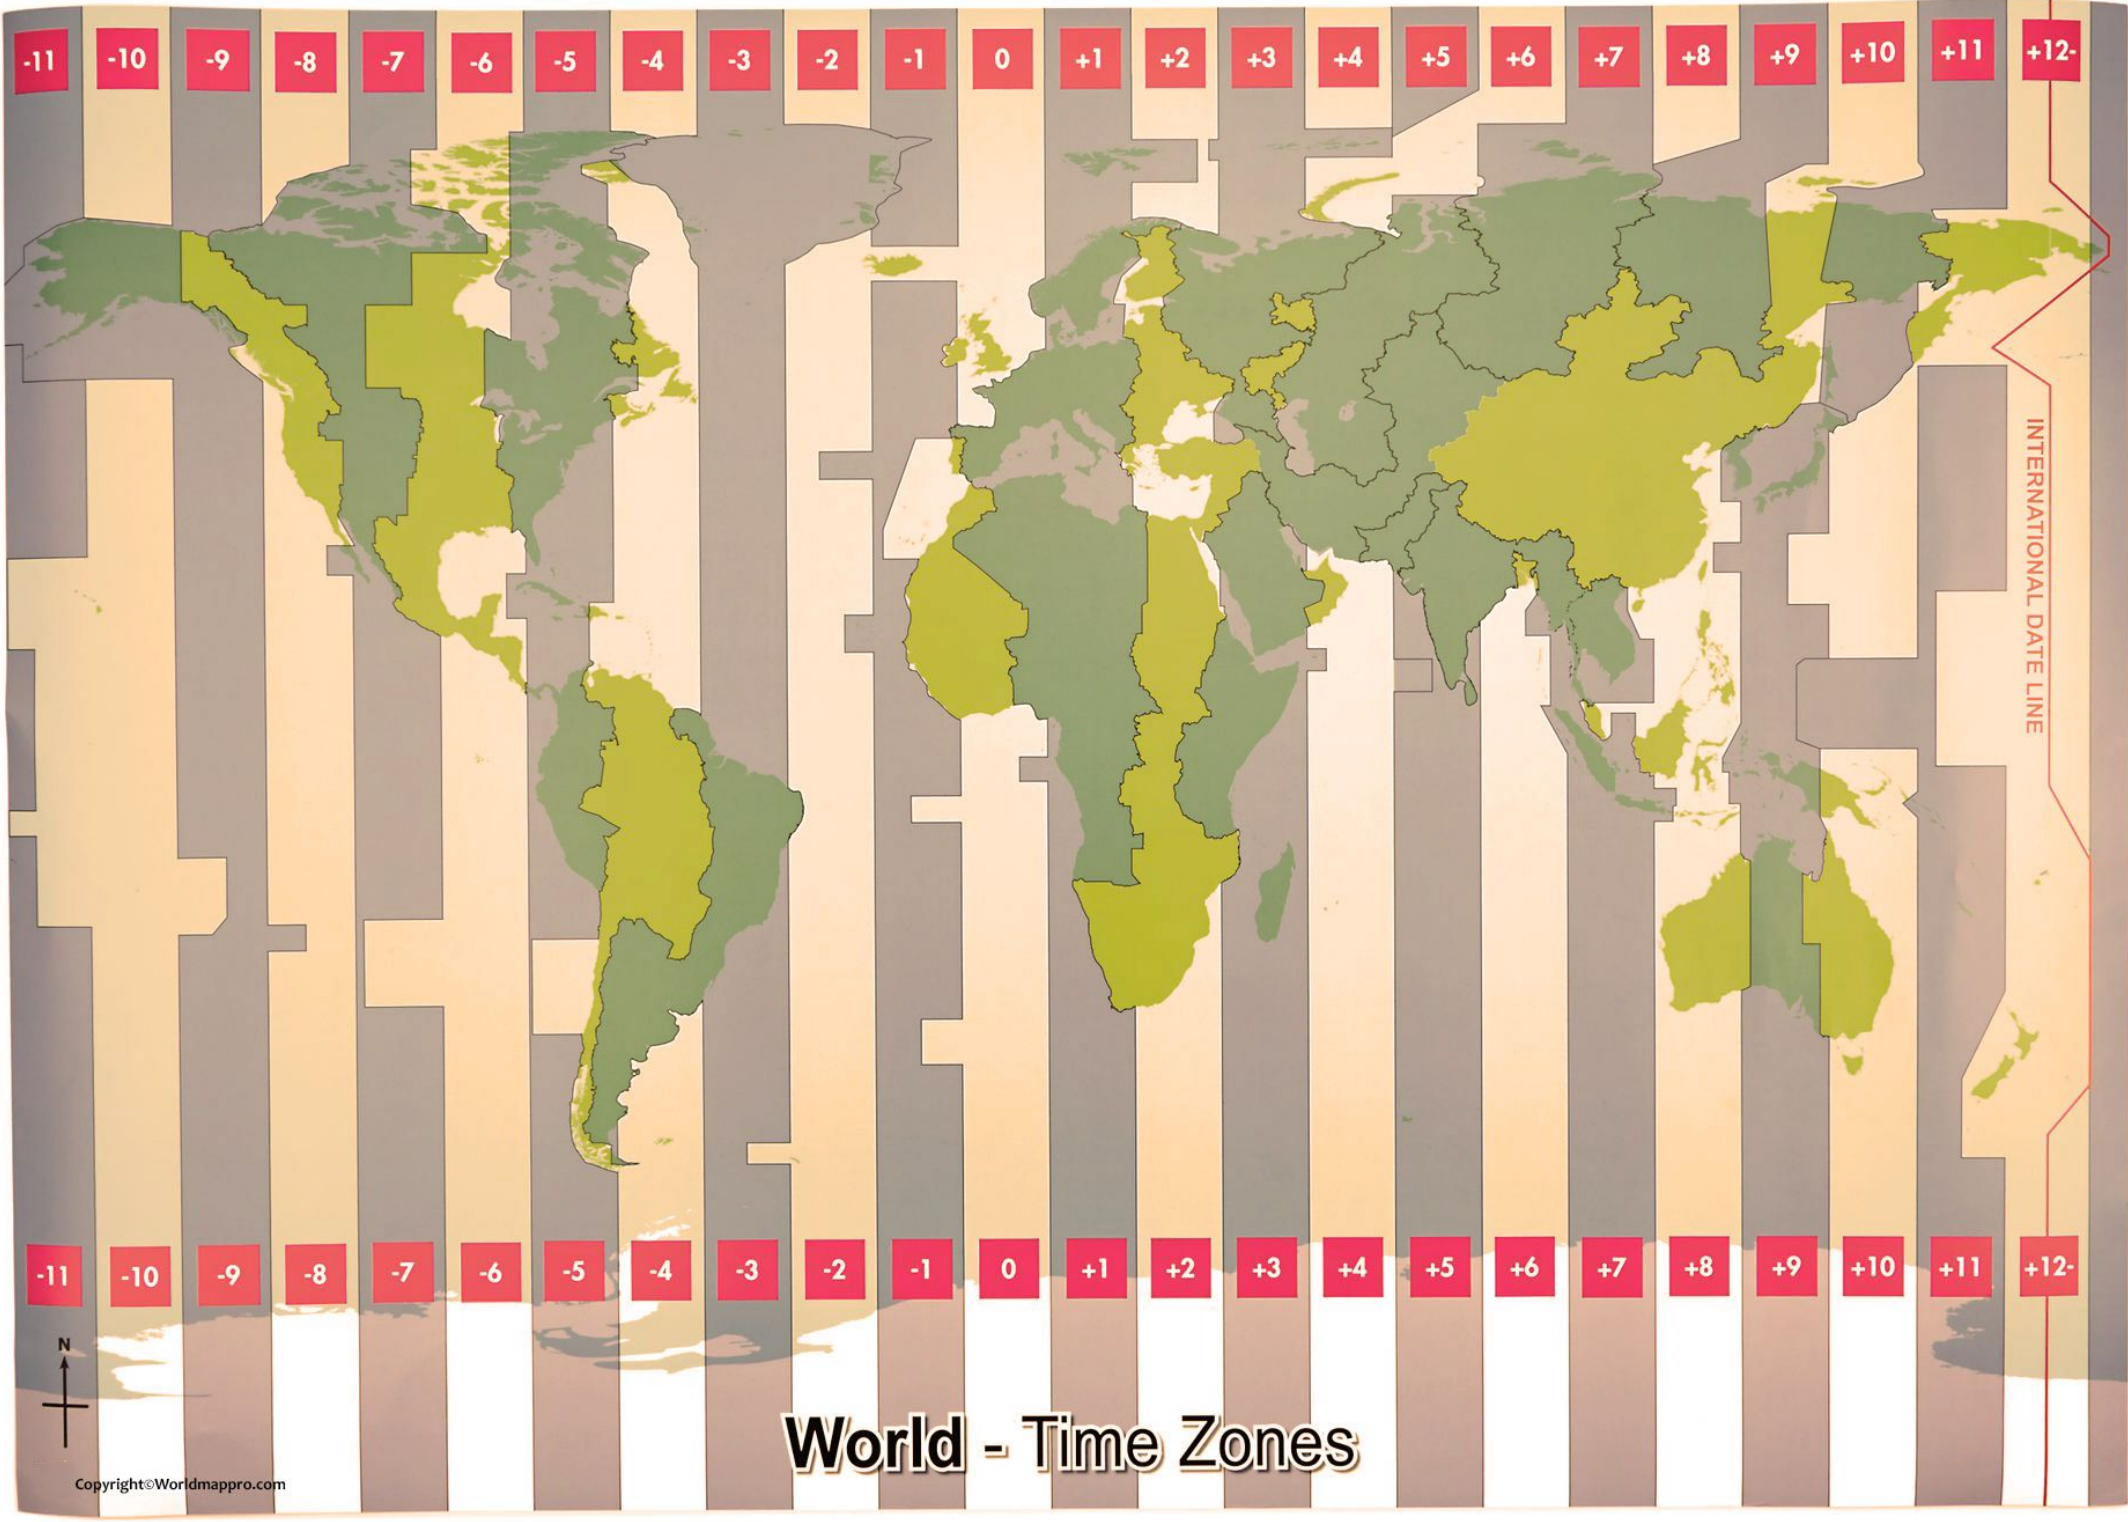 -11 -10 -9 -8 -7 -6 -5 -4 -3 -2 -1 0 +1 +2 +3 +4 +5 +6 +7 +8 +9 +10 +11 +12-
INTERNATIONAL DATE LINE
-11 -10 -9 -8 -7 -6 -5 -4 -3 -2 -1 0 +1 +2 +3 +4 +5 +6 +7 +8 +9 +10 +11 +12-
N
World - Time Zones
Copyright©Worldmappro.com